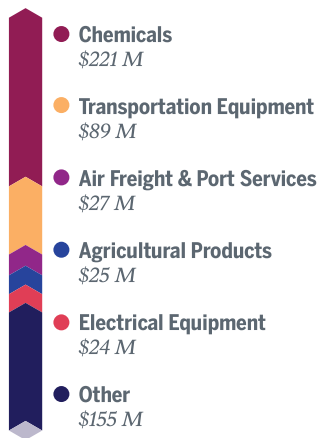 Chemicals
$221 M
Transportation Equipment
$89 M
Air Freight & Port Services
$27 M
Agricultural Products
$25 M
Electrical Equipment
$24 M
Other
$155 M